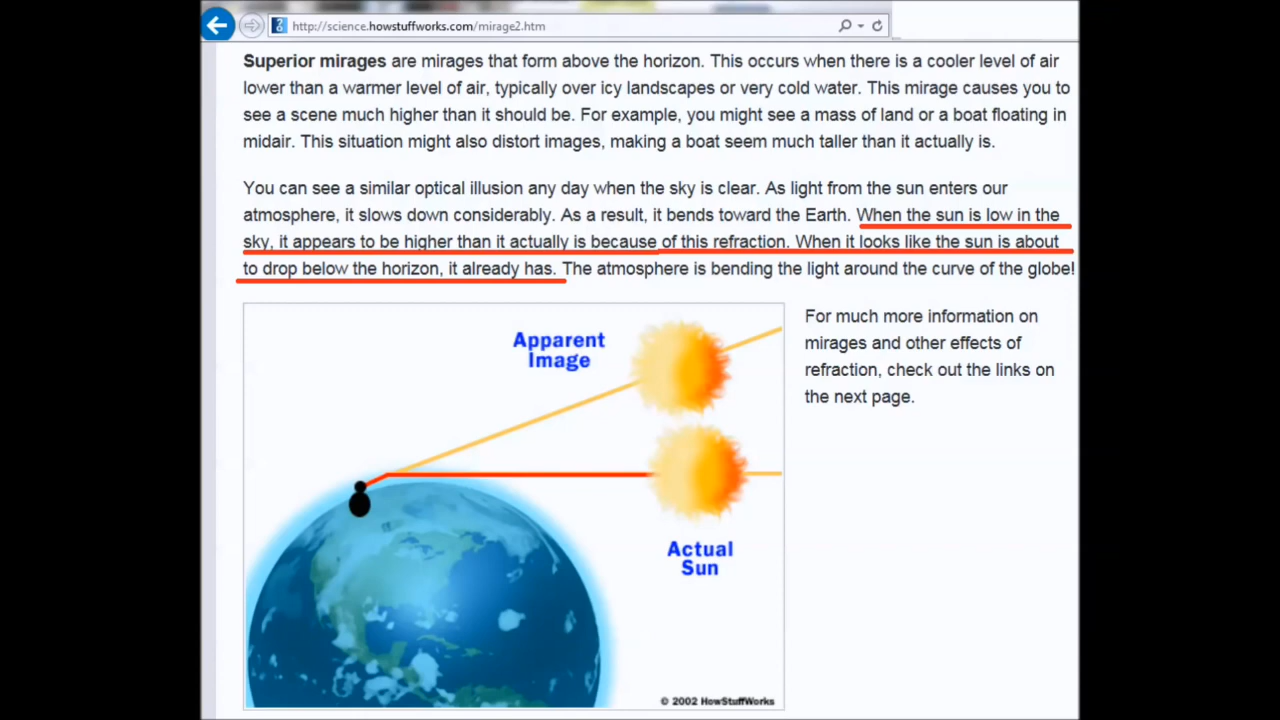 http://science.howstuffworks.com/mirage2.htm
Superior mirages are mirages that form above the horizon. This occurs when there is a cooler level of air
lower than a warmer level of air, typically over icy landscapes or very cold water. This mirage causes you to
see a scene much higher than it should be. For example, you might see a mass of land or a boat floating in
midair. This situation might also distort images, making a boat seem much taller than it actually is.
You can see a similar optical illusion any day when the sky is clear. As light from the sun enters our
atmosphere, it slows down considerably. As a result, it bends toward the Earth. When the sun is low in the
sky, it appears to be higher than it actually is because of this refraction. When it looks like the sun is about
to drop below the horizon, it already has. The atmosphere is bending the light around the curve of the globe!
Apparent
Image
Actual
Sun
© 2002 HowStuffWorks
For much more information on
mirages and other effects of
refraction, check out the links on
the next page.